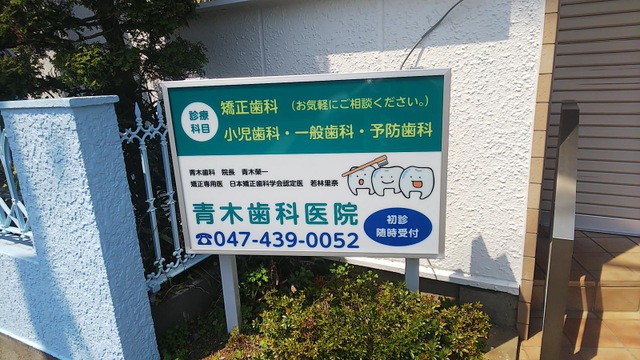 診療科目
矯正歯科 （お気軽にご相談ください。）
小児歯科・一般歯科・予防歯科
青木歯科 院長 青木榮一
矯正専用医 日本矯正歯科学会認定医 若林里奈
青木歯科医院
☎047-439-0052
初診
随時受付